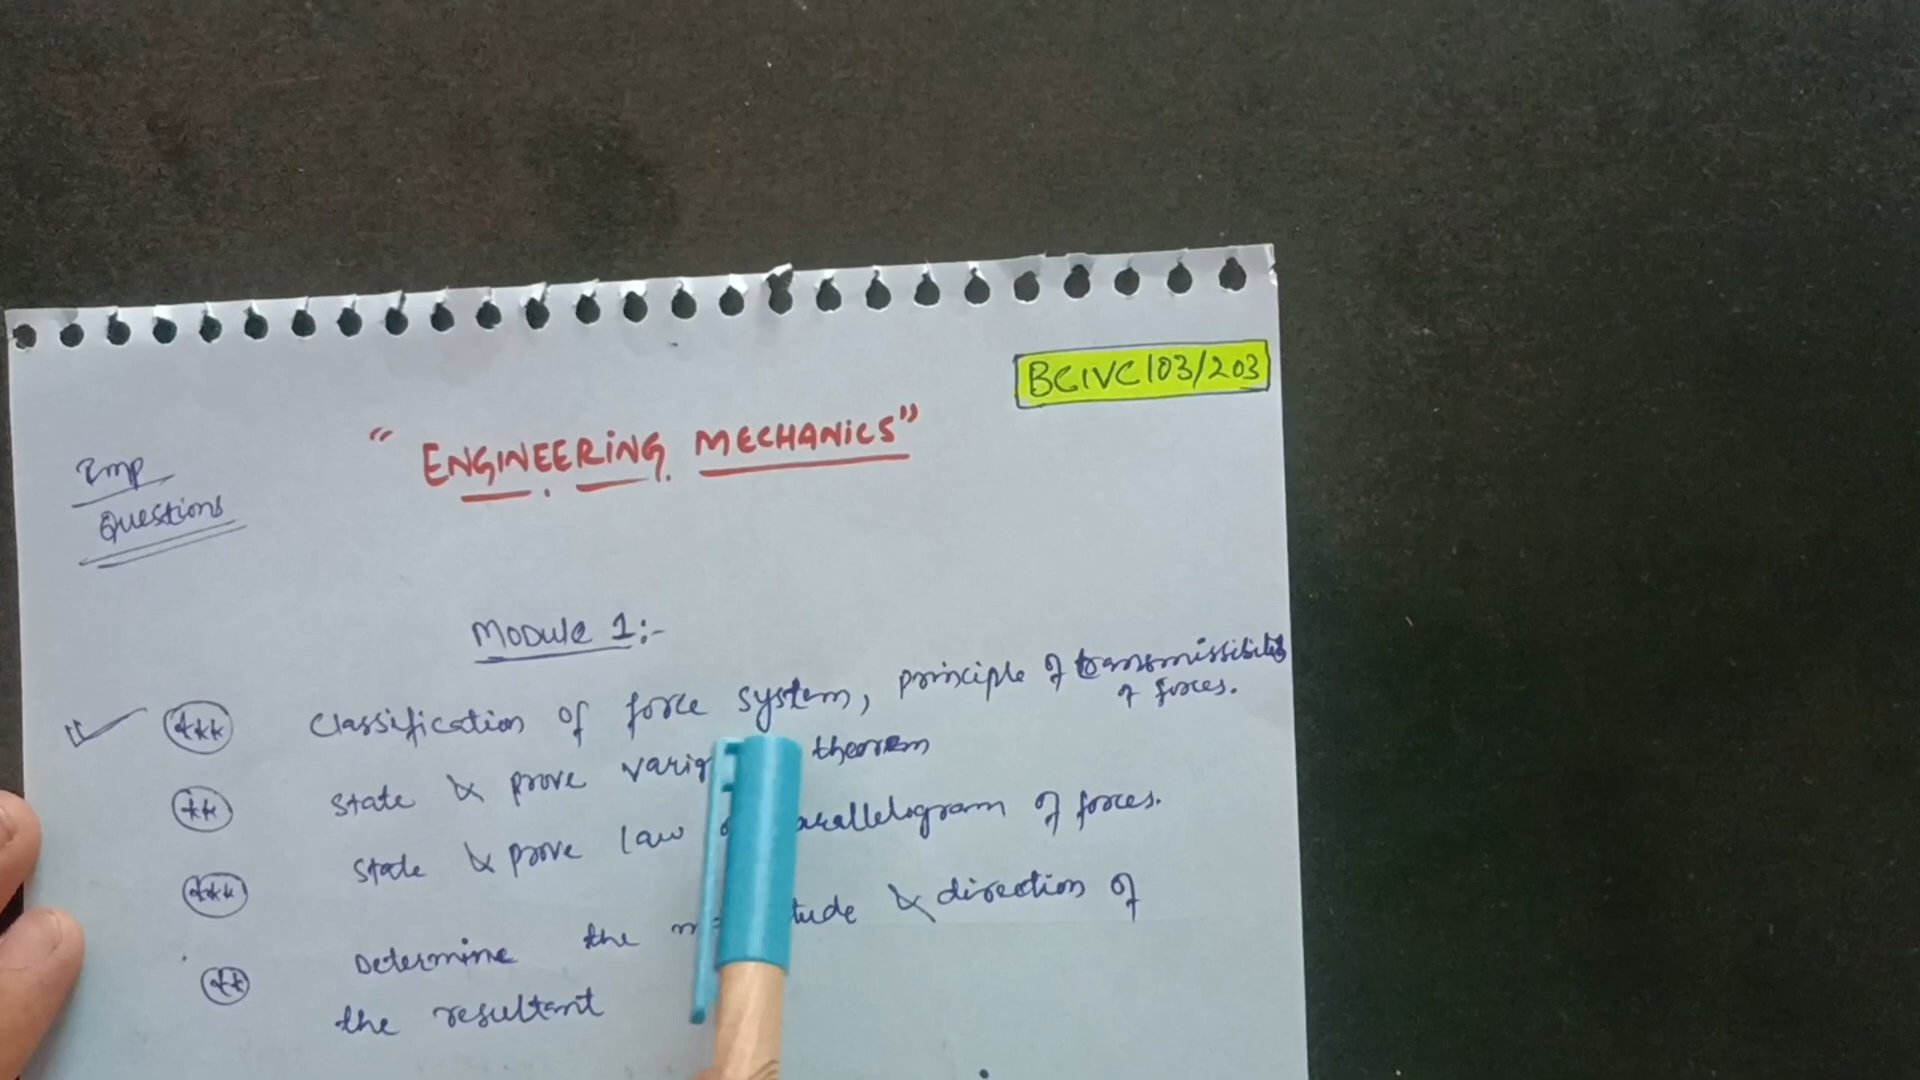 BCIVC103/203
" ENGINEERING MECHANICS"
Imp
Questions
Module 1:-
*** Classification of force system, principle of transmissibility
of forces.
** State & prove theorem
*** State & prove law parallelogram of forces.
** Determine the & direction of
the resultant